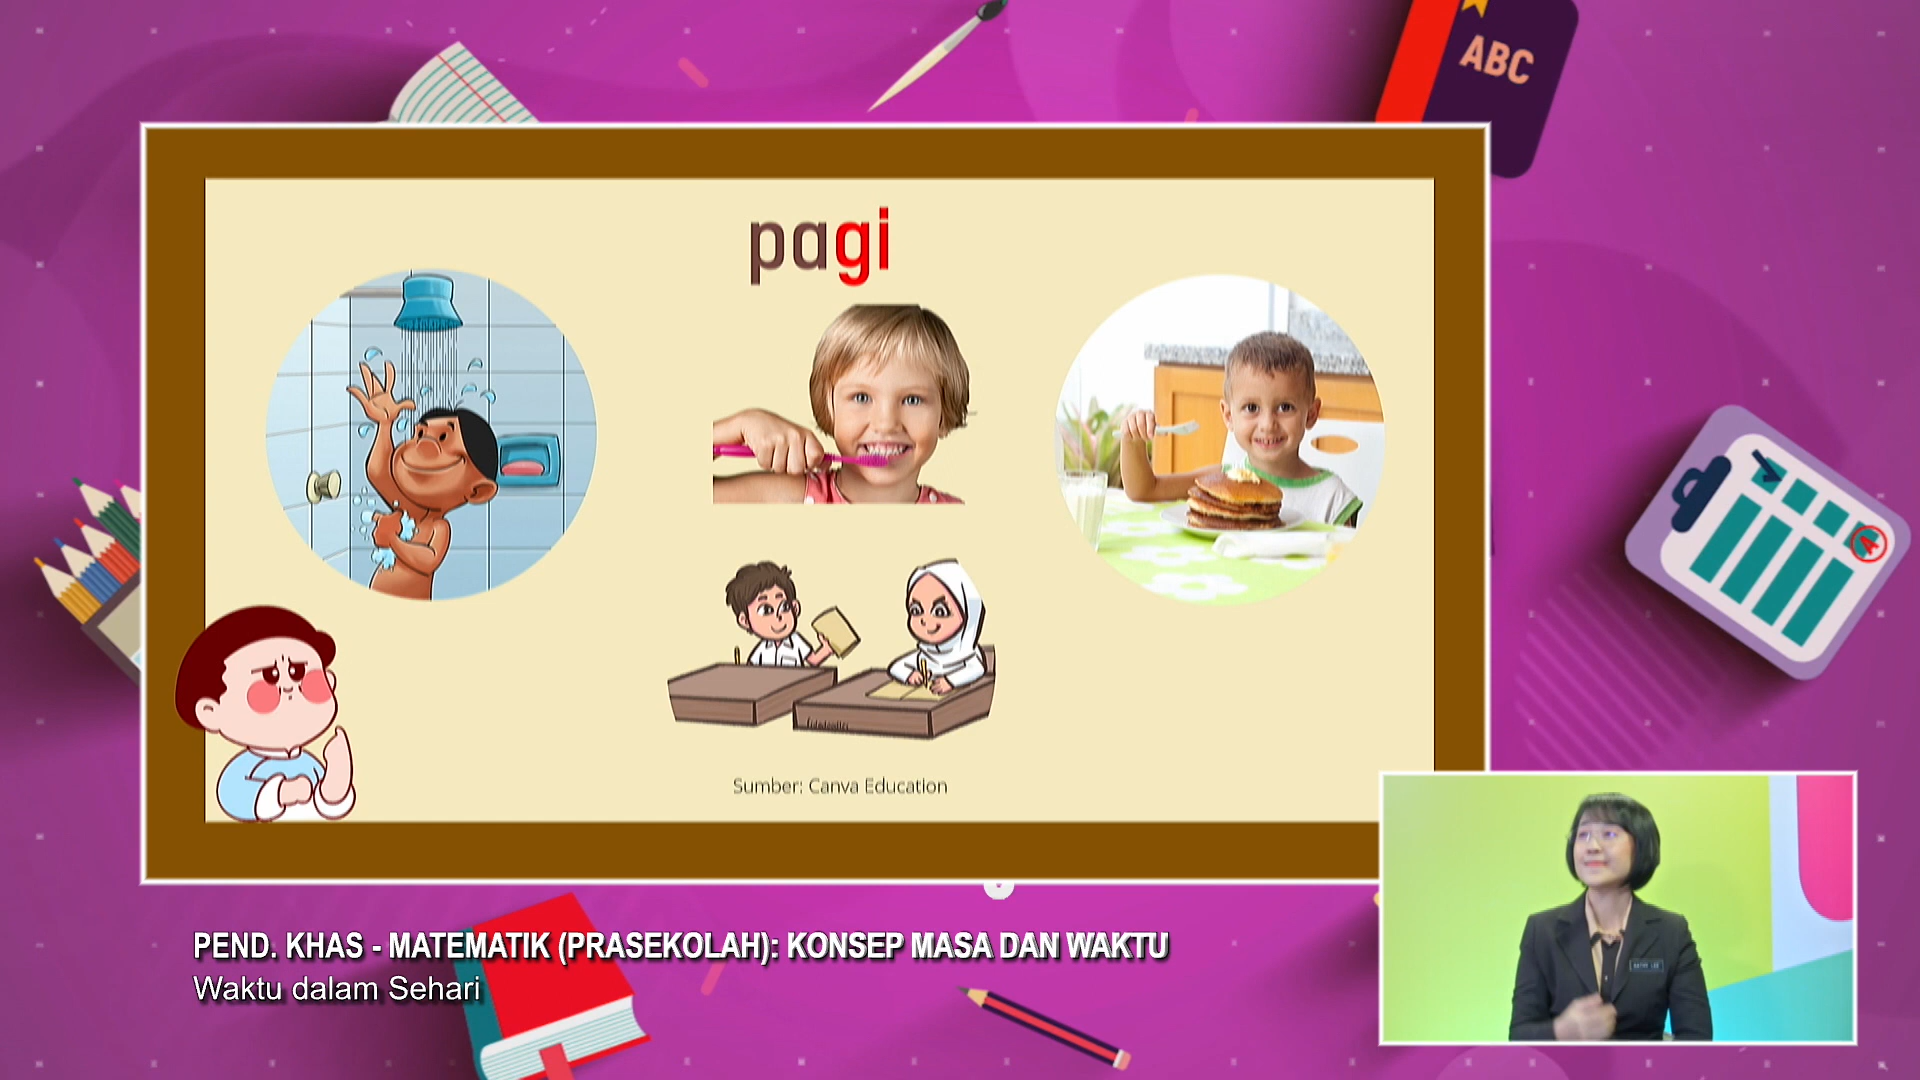 ABC
pagi
Sumber: Canva Education
PEND. KHAS - MATEMATIK (PRASEKOLAH): KONSEP MASA DAN WAKTU
Waktu dalam Sehari